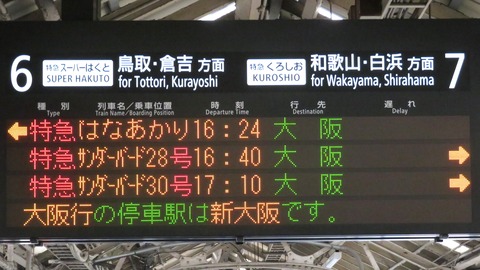 6 特急 スーパーはくと SUPER HAKUTO 鳥取・倉吉 方面 for Tottori, Kurayoshi
特急 くろしお KUROSHIO 和歌山・白浜 方面 for Wakayama, Shirahama 7
種別 列車名/乗車位置 時刻 行先 遅れ
Type Train Name/Boarding Position Departure Time Destination Delay
← 特急 はなあかり 16:24 大阪
特急 サンダーバード28号 16:40 大阪 →
特急 サンダーバード30号 17:10 大阪 →
大阪行の停車駅は新大阪です。